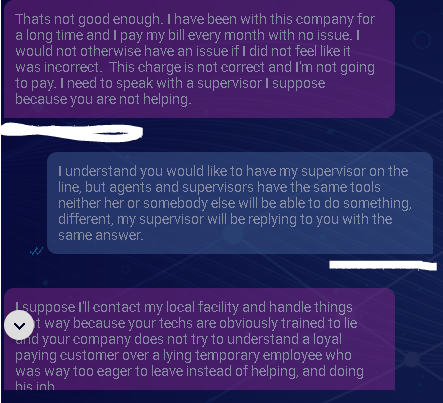 Thats not good enough. I have been with this company for
a long time and I pay my bill every month with no issue. I
would not otherwise have an issue if I did not feel like it
was incorrect.  This charge is not correct and I'm not going
to pay. I need to speak with a supervisor I suppose
because you are not helping.
I understand you would like to have my supervisor on the
line, but agents and supervisors have the same tools
neither her or somebody else will be able to do something,
different, my supervisor will be replying to you with the
same answer.
I suppose I'll contact my local facility and handle things
way because your techs are obviously trained to lie
and your company does not try to understand a loyal
paying customer over a lying temporary employee who
was way too eager to leave instead of helping, and doing
his job